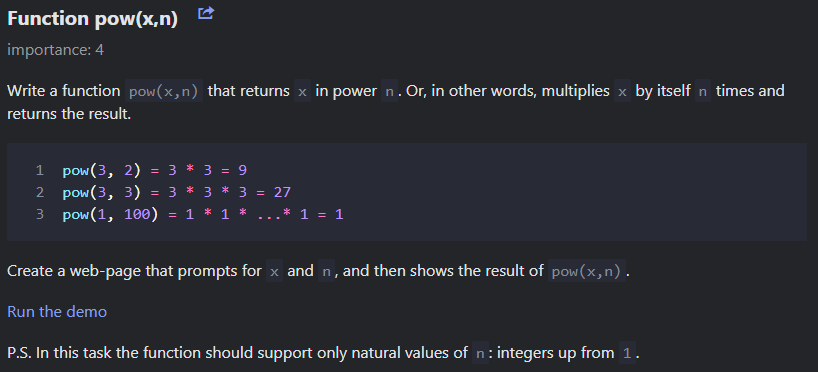 Function pow(x,n)
importance: 4
Write a function pow(x,n) that returns x in power n. Or, in other words, multiplies x by itself n times and
returns the result.
1 pow(3, 2) = 3 * 3 = 9
2 pow(3, 3) = 3 * 3 * 3 = 27
3 pow(1, 100) = 1 * 1 * ...* 1 = 1
Create a web-page that prompts for x and n, and then shows the result of pow(x,n).
Run the demo
P.S. In this task the function should support only natural values of n: integers up from 1.